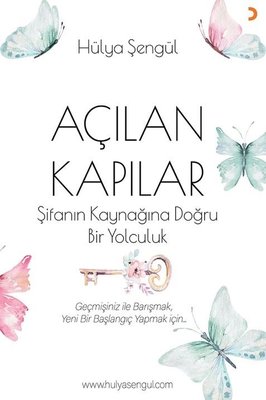 Hülya Şengül
AÇILAN
KAPILAR
Şifanın Kaynağına Doğru
Bir Yolculuk
Geçmişiniz ile Barışmak,
Yeni Bir Başlangıç Yapmak için..
www.hulyasengul.com